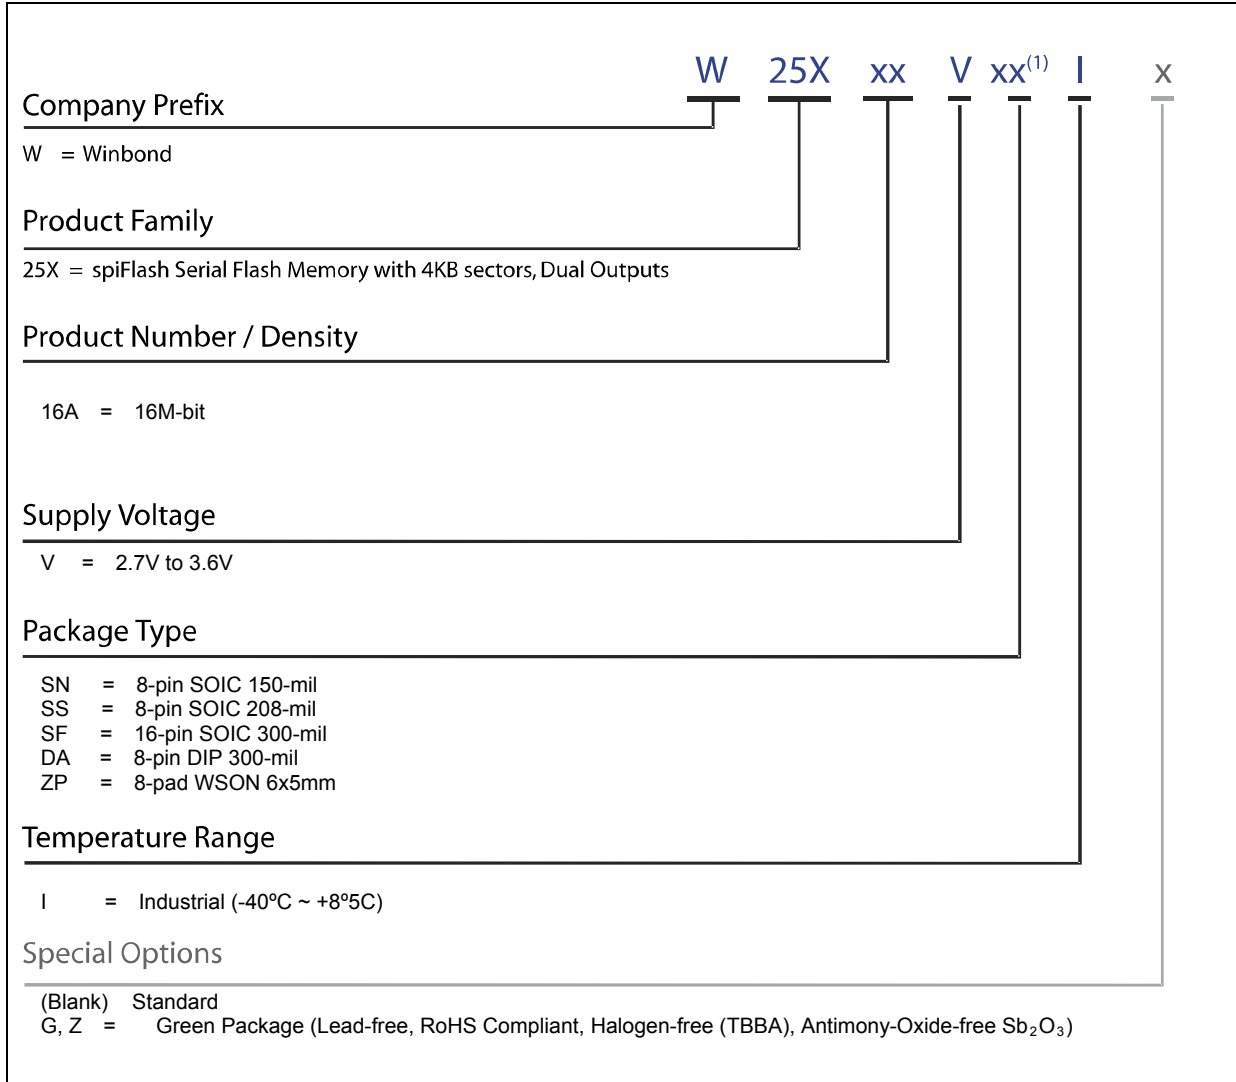 W 25X xx V xx(1) I x
Company Prefix
W = Winbond
Product Family
25X = spiFlash Serial Flash Memory with 4KB sectors, Dual Outputs
Product Number / Density
16A = 16M-bit
Supply Voltage
V = 2.7V to 3.6V
Package Type
SN = 8-pin SOIC 150-mil
SS = 8-pin SOIC 208-mil
SF = 16-pin SOIC 300-mil
DA = 8-pin DIP 300-mil
ZP = 8-pad WSON 6x5mm
Temperature Range
I = Industrial (-40ºC ~ +8º5C)
Special Options
(Blank) Standard
G, Z = Green Package (Lead-free, RoHS Compliant, Halogen-free (TBBA), Antimony-Oxide-free Sb₂O₃)